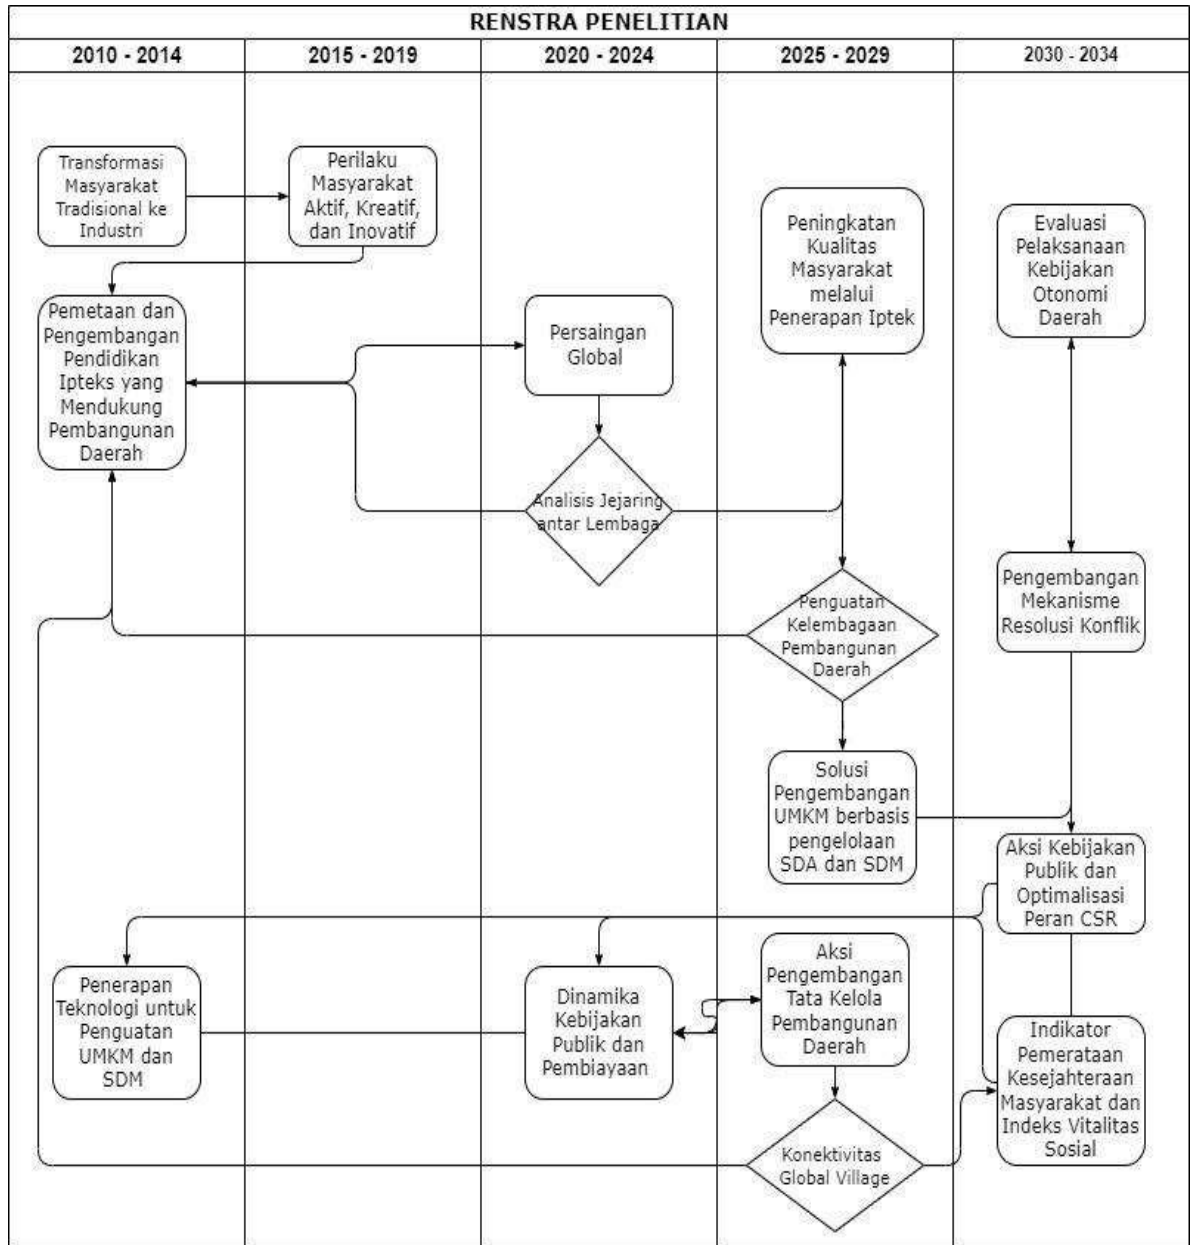 RENSTRA PENELITIAN
2010 - 2014
2015 - 2019
2020 - 2024
2025 - 2029
2030 - 2034
Transformasi
Masyarakat
Tradisional ke
Industri
Perilaku
Masyarakat
Aktif, Kreatif,
dan Inovatif
Peningkatan
Kualitas
Masyarakat
melalui
Penerapan Iptek
Evaluasi
Pelaksanaan
Kebijakan
Otonomi
Daerah
Pemetaan dan
Pengembangan
Pendidikan
Ipteks yang
Mendukung
Pembangunan
Daerah
Persaingan
Global
Analisis Jejaring
antar Lembaga
Penguatan
Kelembagaan
Pembangunan
Daerah
Pengembangan
Mekanisme
Resolusi Konflik
Solusi
Pengembangan
UMKM berbasis
pengelolaan
SDA dan SDM
Aksi Kebijakan
Publik dan
Optimalisasi
Peran CSR
Penerapan
Teknologi untuk
Penguatan
UMKM dan
SDM
Dinamika
Kebijakan
Publik dan
Pembiayaan
Aksi
Pengembangan
Tata Kelola
Pembangunan
Daerah
Indikator
Pemerataan
Kesejahteraan
Masyarakat dan
Indeks Vitalitas
Sosial
Konektivitas
Global Village